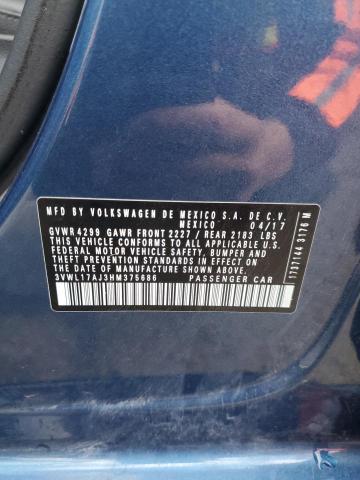 MFD BY VOLKSWAGEN DE MEXICO S.A. DE C.V.
MEXICO 04/17
GVWR 4299 GAWR FRONT 2227 / REAR 2183 LBS
THIS VEHICLE CONFORMS TO ALL APPLICABLE U.S.
FEDERAL MOTOR VEHICLE SAFETY, BUMPER AND
THEFT PREVENTION STANDARDS IN EFFECT ON THE
DATE OF MANUFACTURE SHOWN ABOVE.
3VWL17AJ3HM375686 PASSENGER CAR
1737144 3176 M